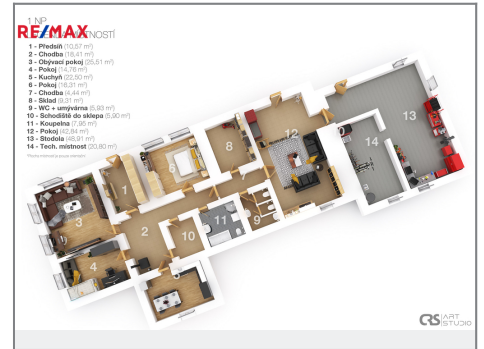 1.NP
RE/MAX
1 - Předsíň (10,57 m²)
2 - Chodba (18,41 m²)
3 - Obývací pokoj (25,51 m²)
4 - Pokoj (14,76 m²)
5 - Kuchyň (22,50 m²)
6 - Pokoj (16,31 m²)
7 - Chodba (4,44 m²)
8 - Sklad (9,31 m²)
9 - WC + umývárna (5,93 m²)
10 - Schodiště do sklepa (5,90 m²)
11 - Koupelna (7,95 m²)
12 - Pokoj (42,84 m²)
13 - Stodola (48,91 m²)
14 - Tech. místnost (20,80 m²)
1
2
3
4
6
8
9
10
11
12
13
14
CRS ART
STUDIO